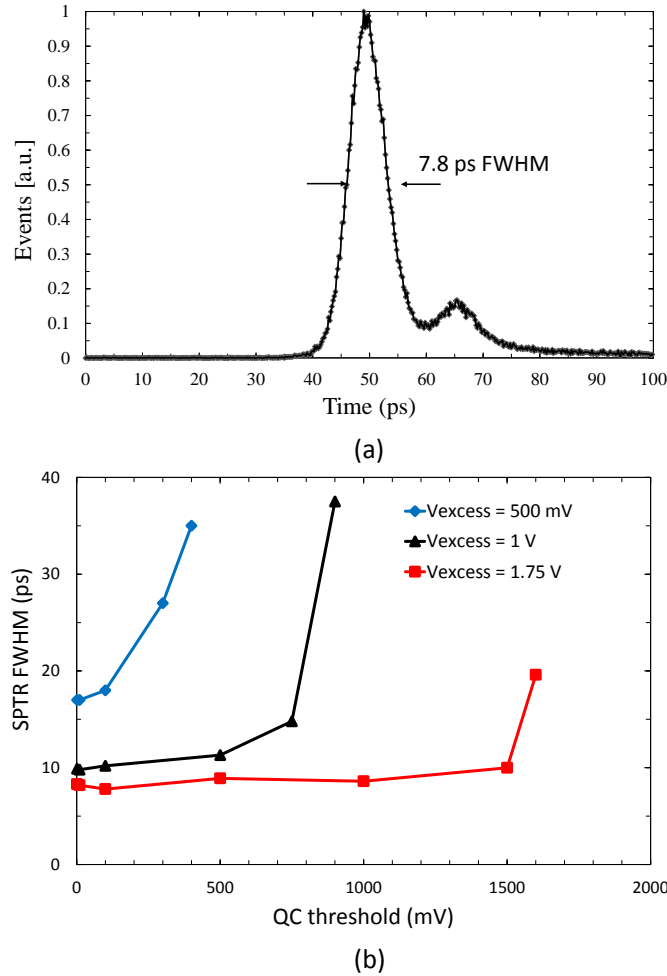 1
0.9
0.8
0.7
0.6
0.5
0.4
0.3
0.2
0.1
0
Events [a.u.]
7.8 ps FWHM
0 10 20 30 40 50 60 70 80 90 100
Time (ps)
(a)
40
30
20
10
0
SPTR FWHM (ps)
Vexcess = 500 mV
Vexcess = 1 V
Vexcess = 1.75 V
0 500 1000 1500 2000
QC threshold (mV)
(b)